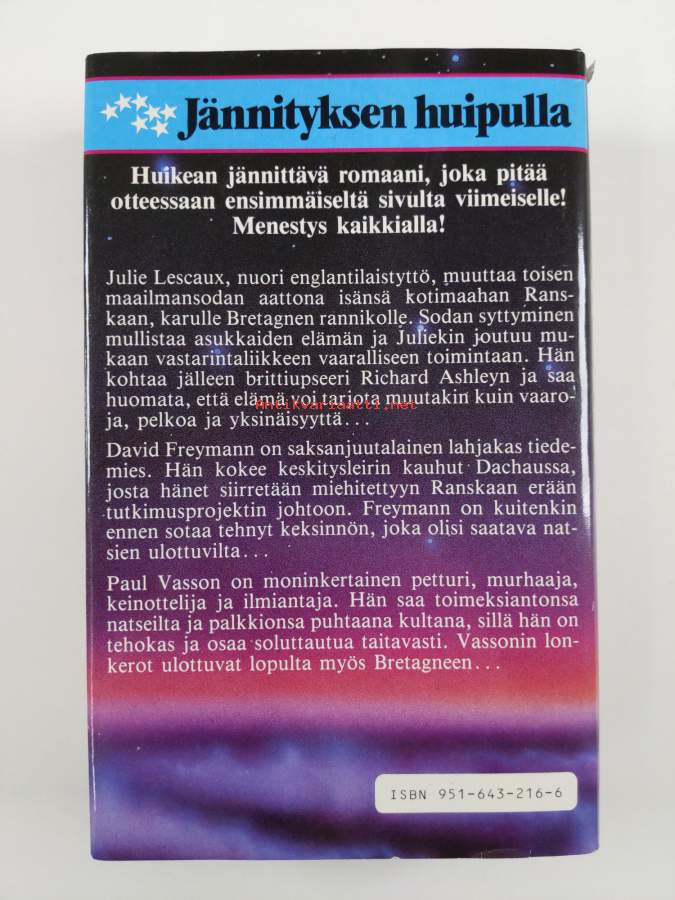 Jännityksen huipulla
Huikean jännittävä romaani, joka pitää
otteessaan ensimmäiseltä sivulta viimeiselle!
Menestys kaikkialla!
Julie Lescaux, nuori englantilaistyttö, muuttaa toisen
maailmansodan aattona isänsä kotimaahan Rans-
kaan, karulle Bretagnen rannikolle. Sodan syttyminen
mullistaa asukkaiden elämän ja Juliekin joutuu mu-
kaan vastarintaliikkeen vaaralliseen toimintaan. Hän
kohtaa jälleen brittiupseeri Richard Ashleyn ja saa
huomata, että elämä voi tarjota muutakin kuin vaaro-
ja, pelkoa ja yksinäisyyttä...
Antikvariaatti.net
David Freymann on saksanjuutalainen lahjakas tiede-
mies. Hän kokee keskitysleirin kauhut Dachaussa,
josta hänet siirretään miehitettyyn Ranskaan erään
tutkimusprojektin johtoon. Freymann on kuitenkin
ennen sotaa tehnyt keksinnön, joka olisi saatava nat-
sien ulottuvilta...
Paul Vasson on moninkertainen petturi, murhaaja,
keinottelija ja ilmiantaja. Hän saa toimeksiantonsa
natseilta ja palkkionsa puhtaana kultana, sillä hän on
tehokas ja osaa soluttautua taitavasti. Vassonin lon-
kerot ulottuvat lopulta myös Bretagneen...
ISBN 951-643-216-6